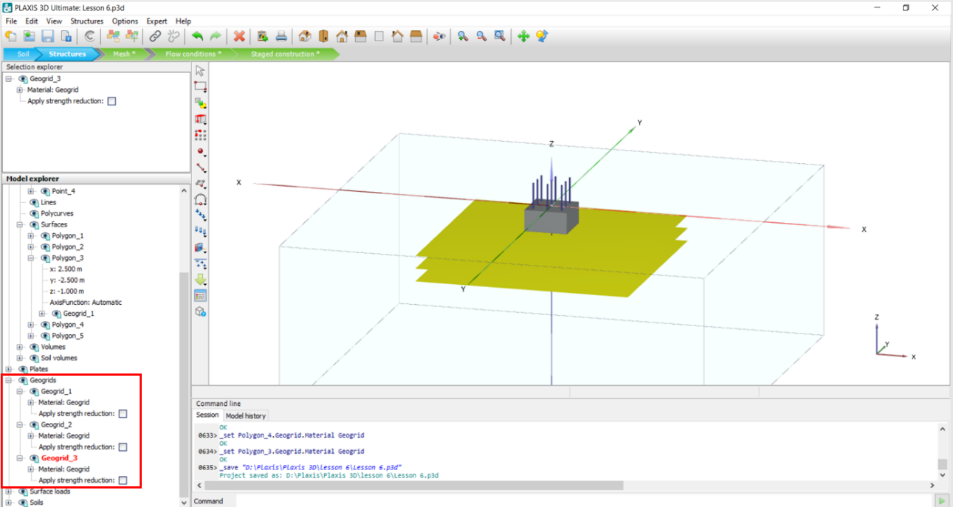 PLAXIS 3D Ultimate: Lesson 6.p3d
File Edit View Structures Options Expert Help
Soil Structures Mesh * Flow conditions * Staged construction *
Selection explorer
Geogrid_3
Material: Geogrid
Apply strength reduction:
Model explorer
Point_4
Lines
Polycurves
Surfaces
Polygon_1
Polygon_2
Polygon_3
x: 2.500 m
y: -2.500 m
z: -1.000 m
AxisFunction: Automatic
Geogrid_1
Polygon_4
Polygon_5
Volumes
Soil volumes
Plates
Geogrids
Geogrid_1
Material: Geogrid
Apply strength reduction:
Geogrid_2
Material: Geogrid
Apply strength reduction:
Geogrid_3
Material: Geogrid
Apply strength reduction:
Surface loads
Soils
Y
Z
X
X
Y
Z
Y
X
Command line
Session Model history
OK
0633> _set Polygon_4.Geogrid.Material Geogrid
OK
0634> _set Polygon_3.Geogrid.Material Geogrid
OK
0635> _save "D:\Plaxis\Plaxis 3D\Lesson 6\Lesson 6.p3d"
Project saved as: D:\Plaxis\Plaxis 3D\lesson 6\Lesson 6.p3d
Command